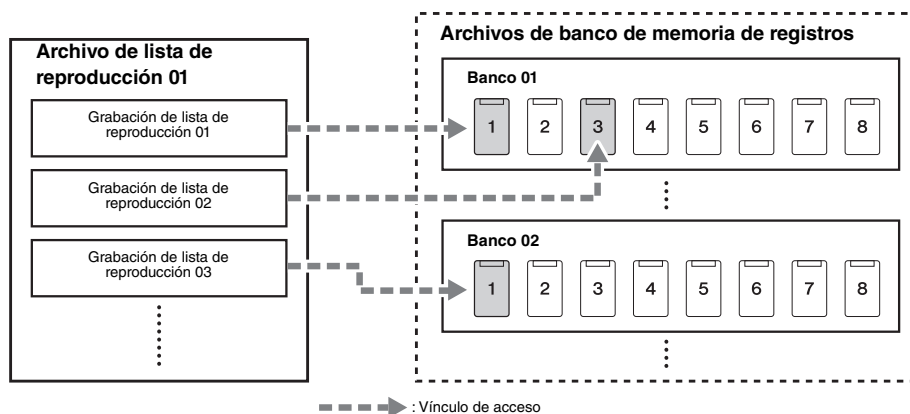 Archivo de lista de
reproducción 01
Grabación de lista de
reproducción 01
Grabación de lista de
reproducción 02
Grabación de lista de
reproducción 03
Archivos de banco de memoria de registros
Banco 01
1 2 3 4 5 6 7 8
Banco 02
1 2 3 4 5 6 7 8
: Vínculo de acceso